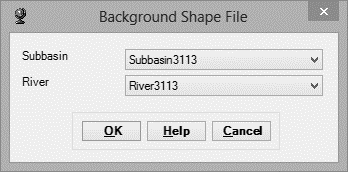 Background Shape File
Subbasin Subbasin3113
River River3113
OK Help Cancel